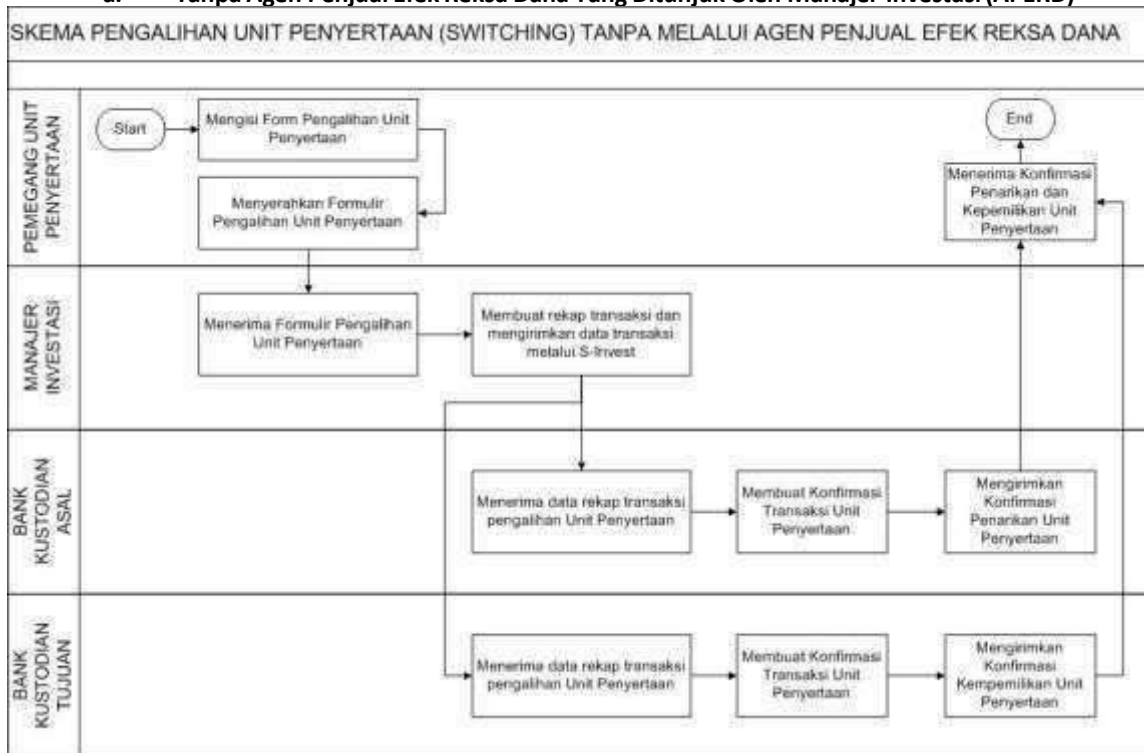 a. Tanpa Agen Penjual Efek Reksa Dana Yang Ditunjuk Oleh Manajer Investasi (APERD)
SKEMA PENGALIHAN UNIT PENYERTAAN (SWITCHING) TANPA MELALUI AGEN PENJUAL EFEK REKSA DANA
PEMEGANG UNIT
PENYERTAAN
Start
Mengisi Form Pengalihan Unit
Penyertaan
Menyerahkan Formulir
Pengalihan Unit Penyertaan
End
Menerima Konfirmasi
Penarikan dan
Kepemilikan Unit
Penyertaan
MANAJER
INVESTASI
Menerima Formulir Pengalihan
Unit Penyertaan
Membuat rekap transaksi dan
mengirimkan data transaksi
melalui S-Invest
BANK
KUSTODIAN
ASAL
Menerima data rekap transaksi
pengalihan Unit Penyertaan
Membuat Konfirmasi
Transaksi Unit
Penyertaan
Mengirimkan
Konfirmasi
Penarikan Unit
Penyertaan
BANK
KUSTODIAN
TUJUAN
Menerima data rekap transaksi
pengalihan Unit Penyertaan
Membuat Konfirmasi
Transaksi Unit
Penyertaan
Mengirimkan
Konfirmasi
Kempemilikan Unit
Penyertaan